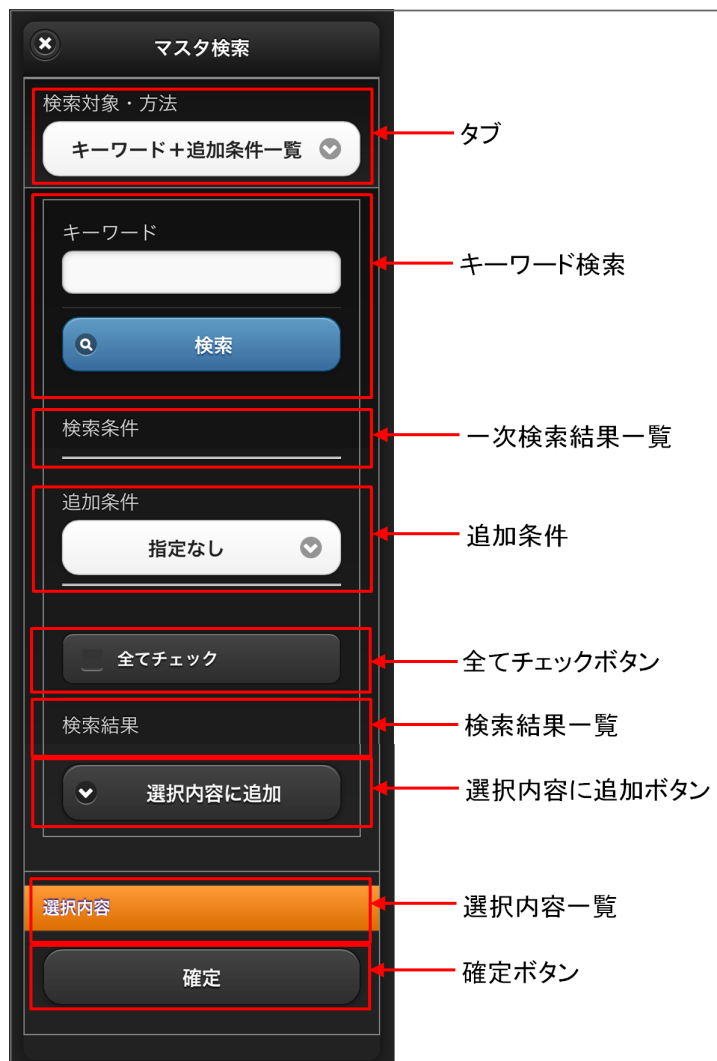 マスタ検索
検索対象・方法
キーワード＋追加条件一覧
タブ
キーワード
キーワード検索
検索
検索条件
一次検索結果一覧
追加条件
指定なし
追加条件
全てチェック
全てチェックボタン
検索結果
検索結果一覧
選択内容に追加
選択内容に追加ボタン
選択内容
選択内容一覧
確定
確定ボタン